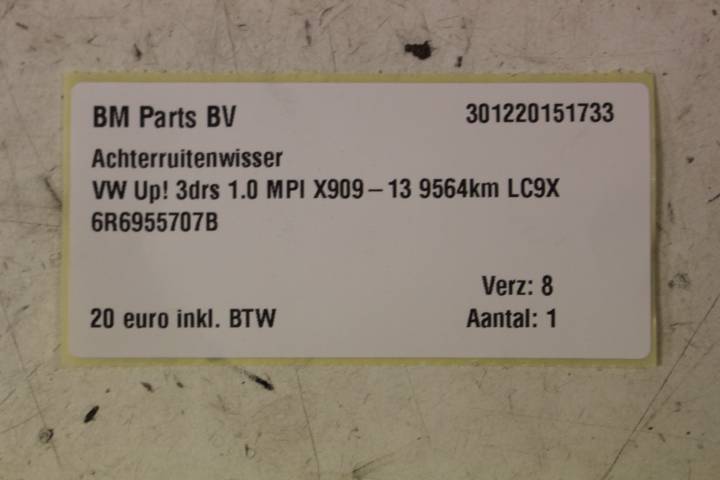 BM Parts BV 301220151733
Achterruitenwisser
VW Up! 3drs 1.0 MPI X909 – 13 9564km LC9X
6R6955707B
Verz: 8
20 euro inkl. BTW Aantal: 1